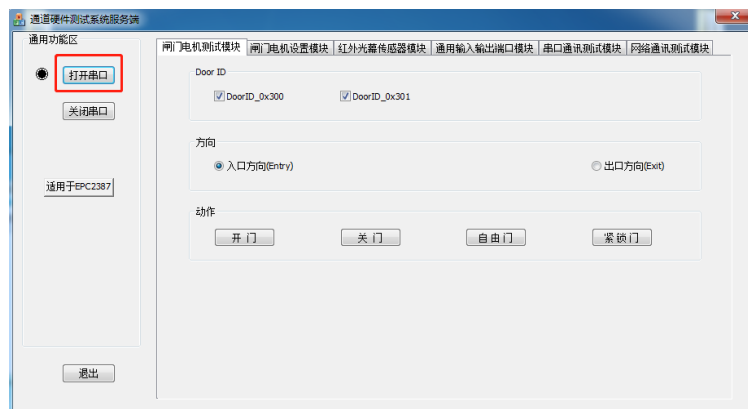 通道硬件测试系统服务端
通用功能区
打开串口
关闭串口
适用于EPC2387
退出
闸门电机测试模块 闸门电机设置模块 红外光幕传感器模块 通用输入输出端口模块 串口通讯测试模块 网络通讯测试模块
Door ID
DoorID_0x300 DoorID_0x301
方向
入口方向(Entry) 出口方向(Exit)
动作
开 门 关 门 自由门 紧锁门